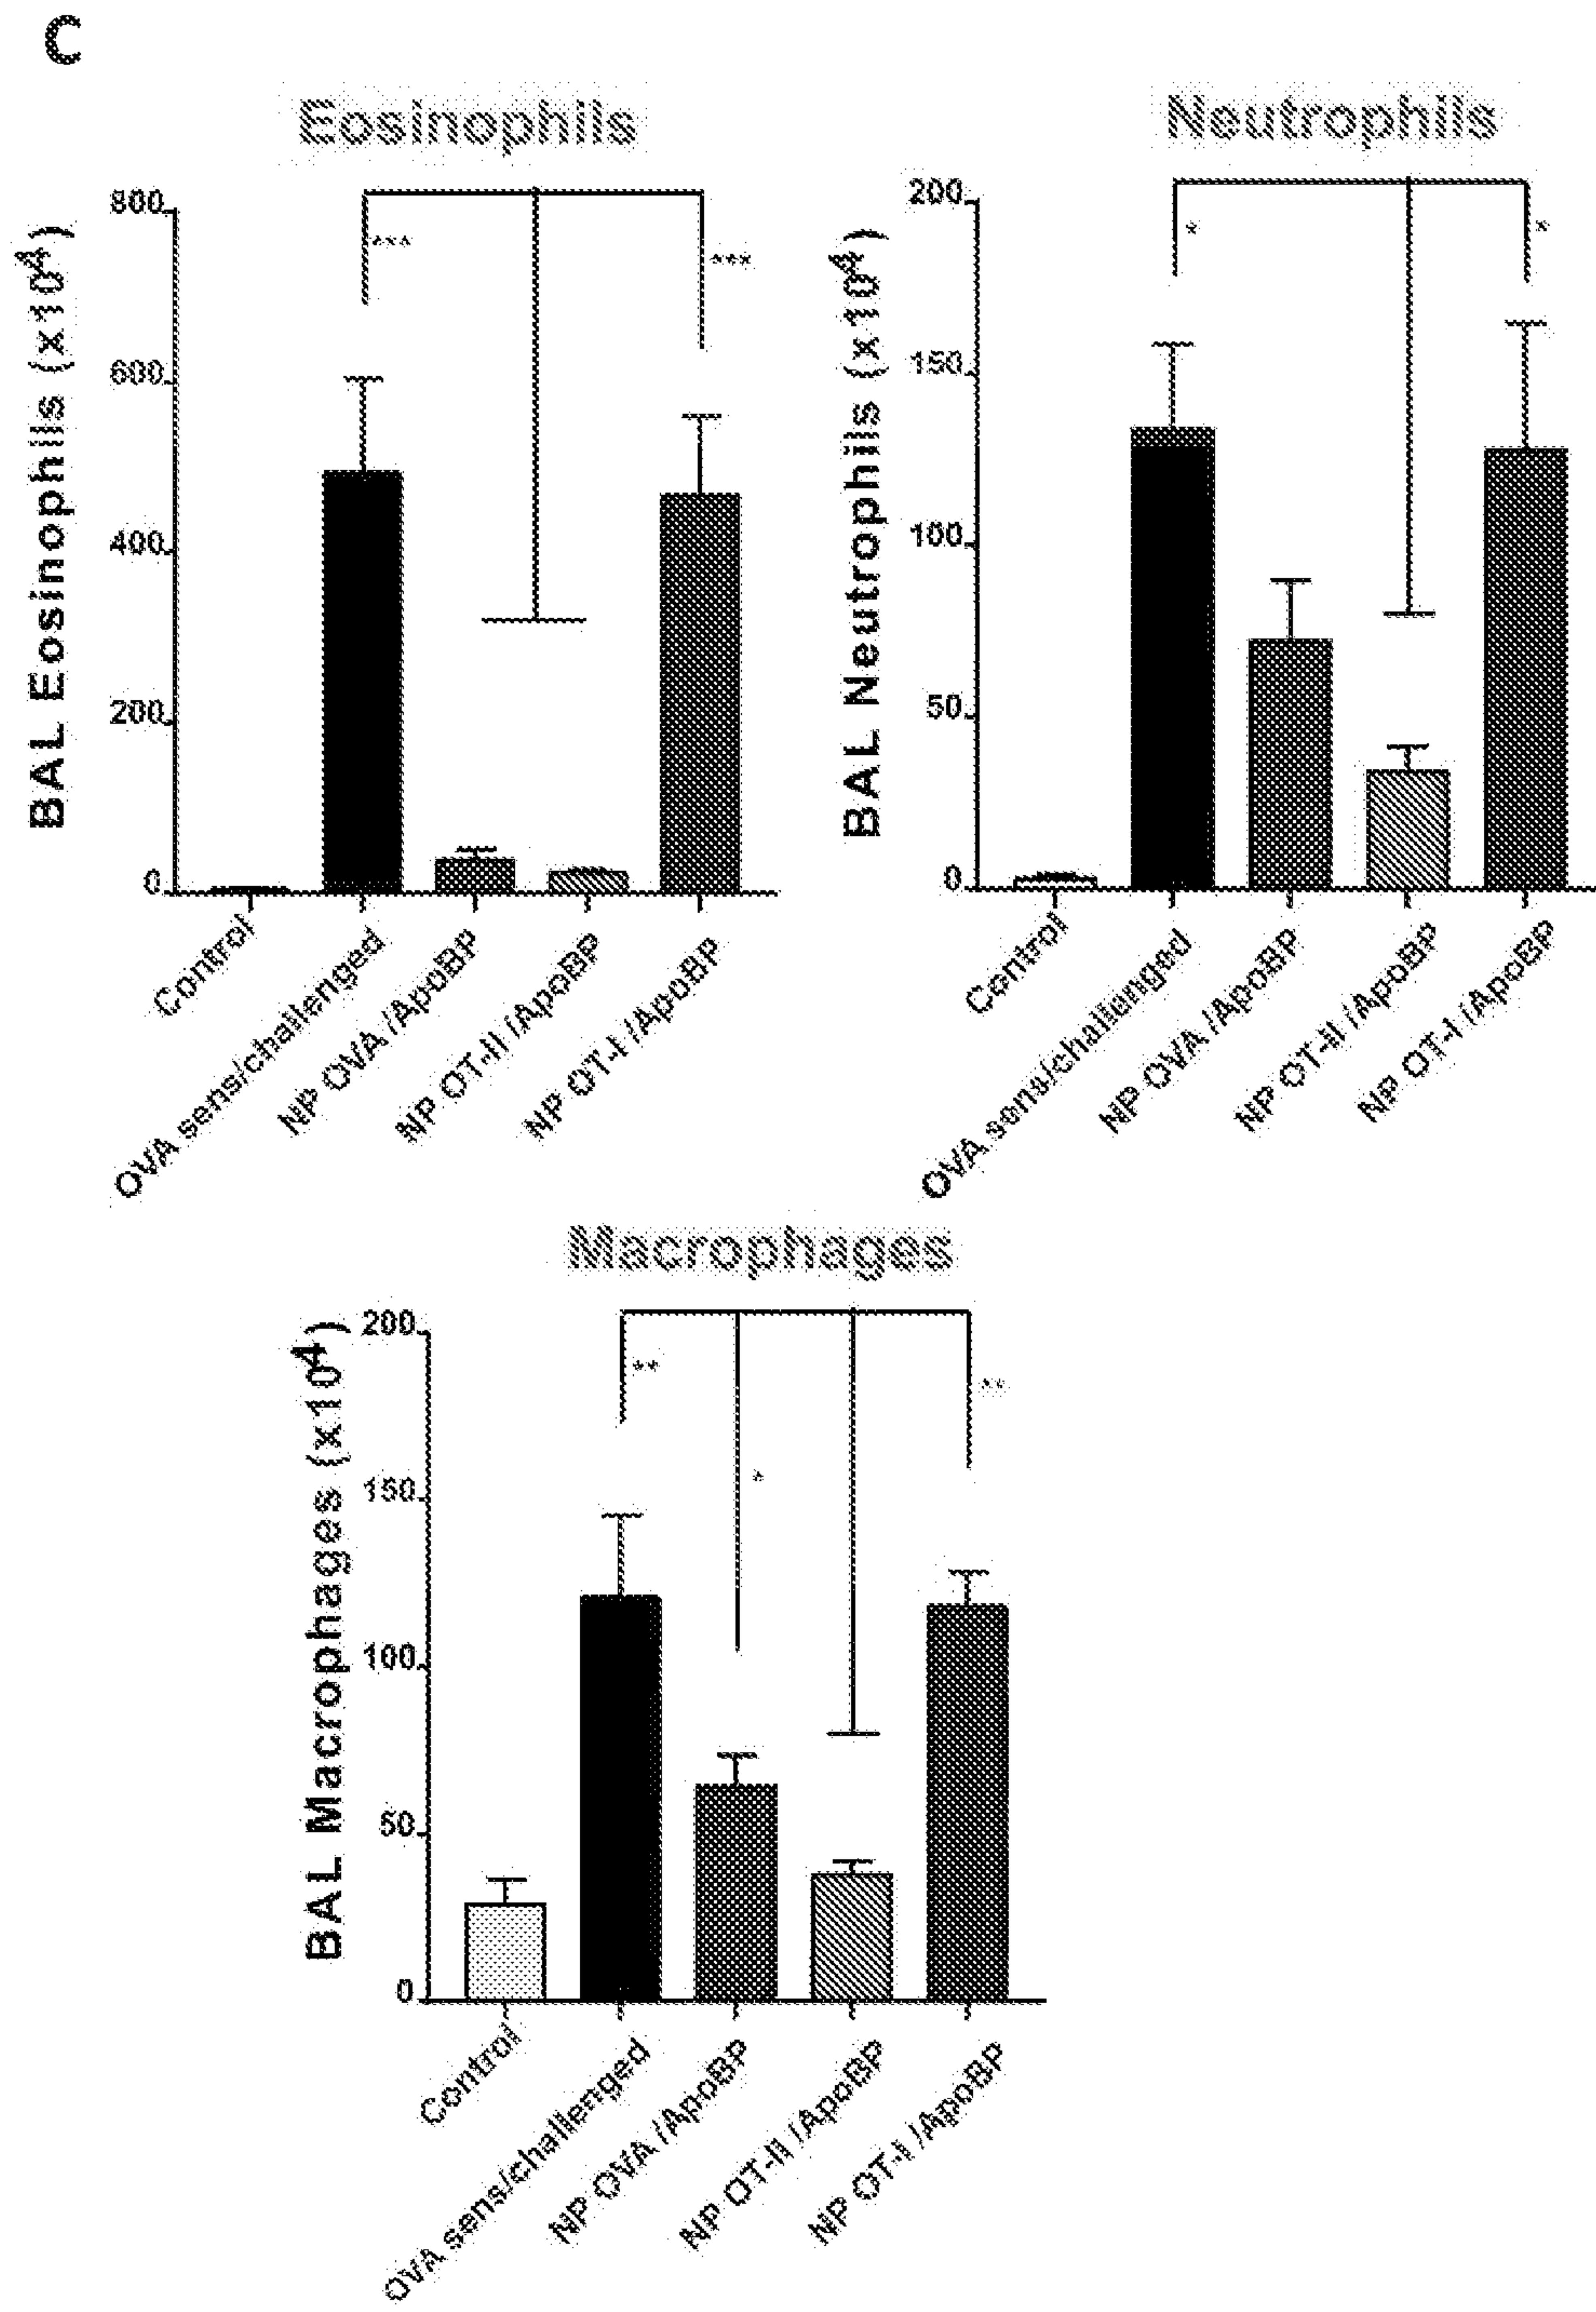 C
Eosinophils
BAL Eosinophils (x10⁴)
800
600
400
200
0
***
***
Control
OVA sens/challenged
NP OVA /ApoBP
NP OT-II /ApoBP
NP OT-I /ApoBP
Neutrophils
BAL Neutrophils (x10⁴)
200
150
100
50
0
*
*
Control
OVA sens/challenged
NP OVA /ApoBP
NP OT-II /ApoBP
NP OT-I /ApoBP
Macrophages
BAL Macrophages (x10⁴)
200
150
100
50
0
**
*
**
Control
OVA sens/challenged
NP OVA /ApoBP
NP OT-II /ApoBP
NP OT-I /ApoBP